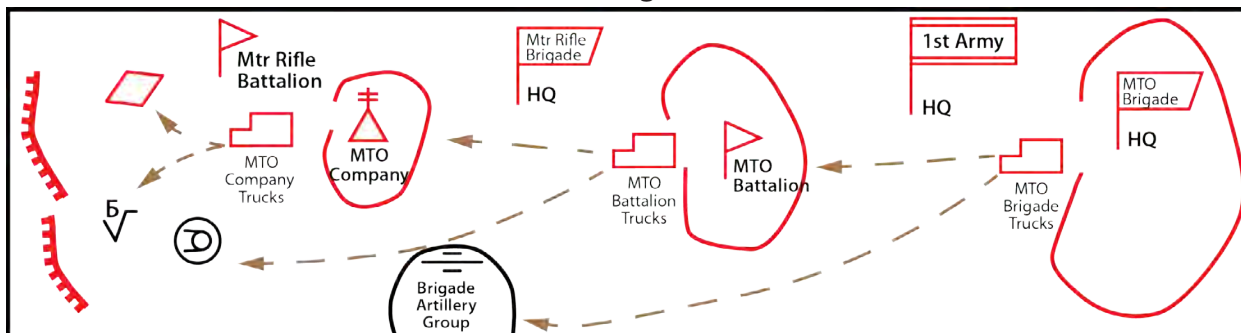 Mtr Rifle
Battalion
MTO
Company
Trucks
MTO
Company
Mtr Rifle
Brigade
HQ
MTO
Battalion
Trucks
MTO
Battalion
1st Army
HQ
MTO
Brigade
HQ
MTO
Brigade
Trucks
Б
Brigade
Artillery
Group